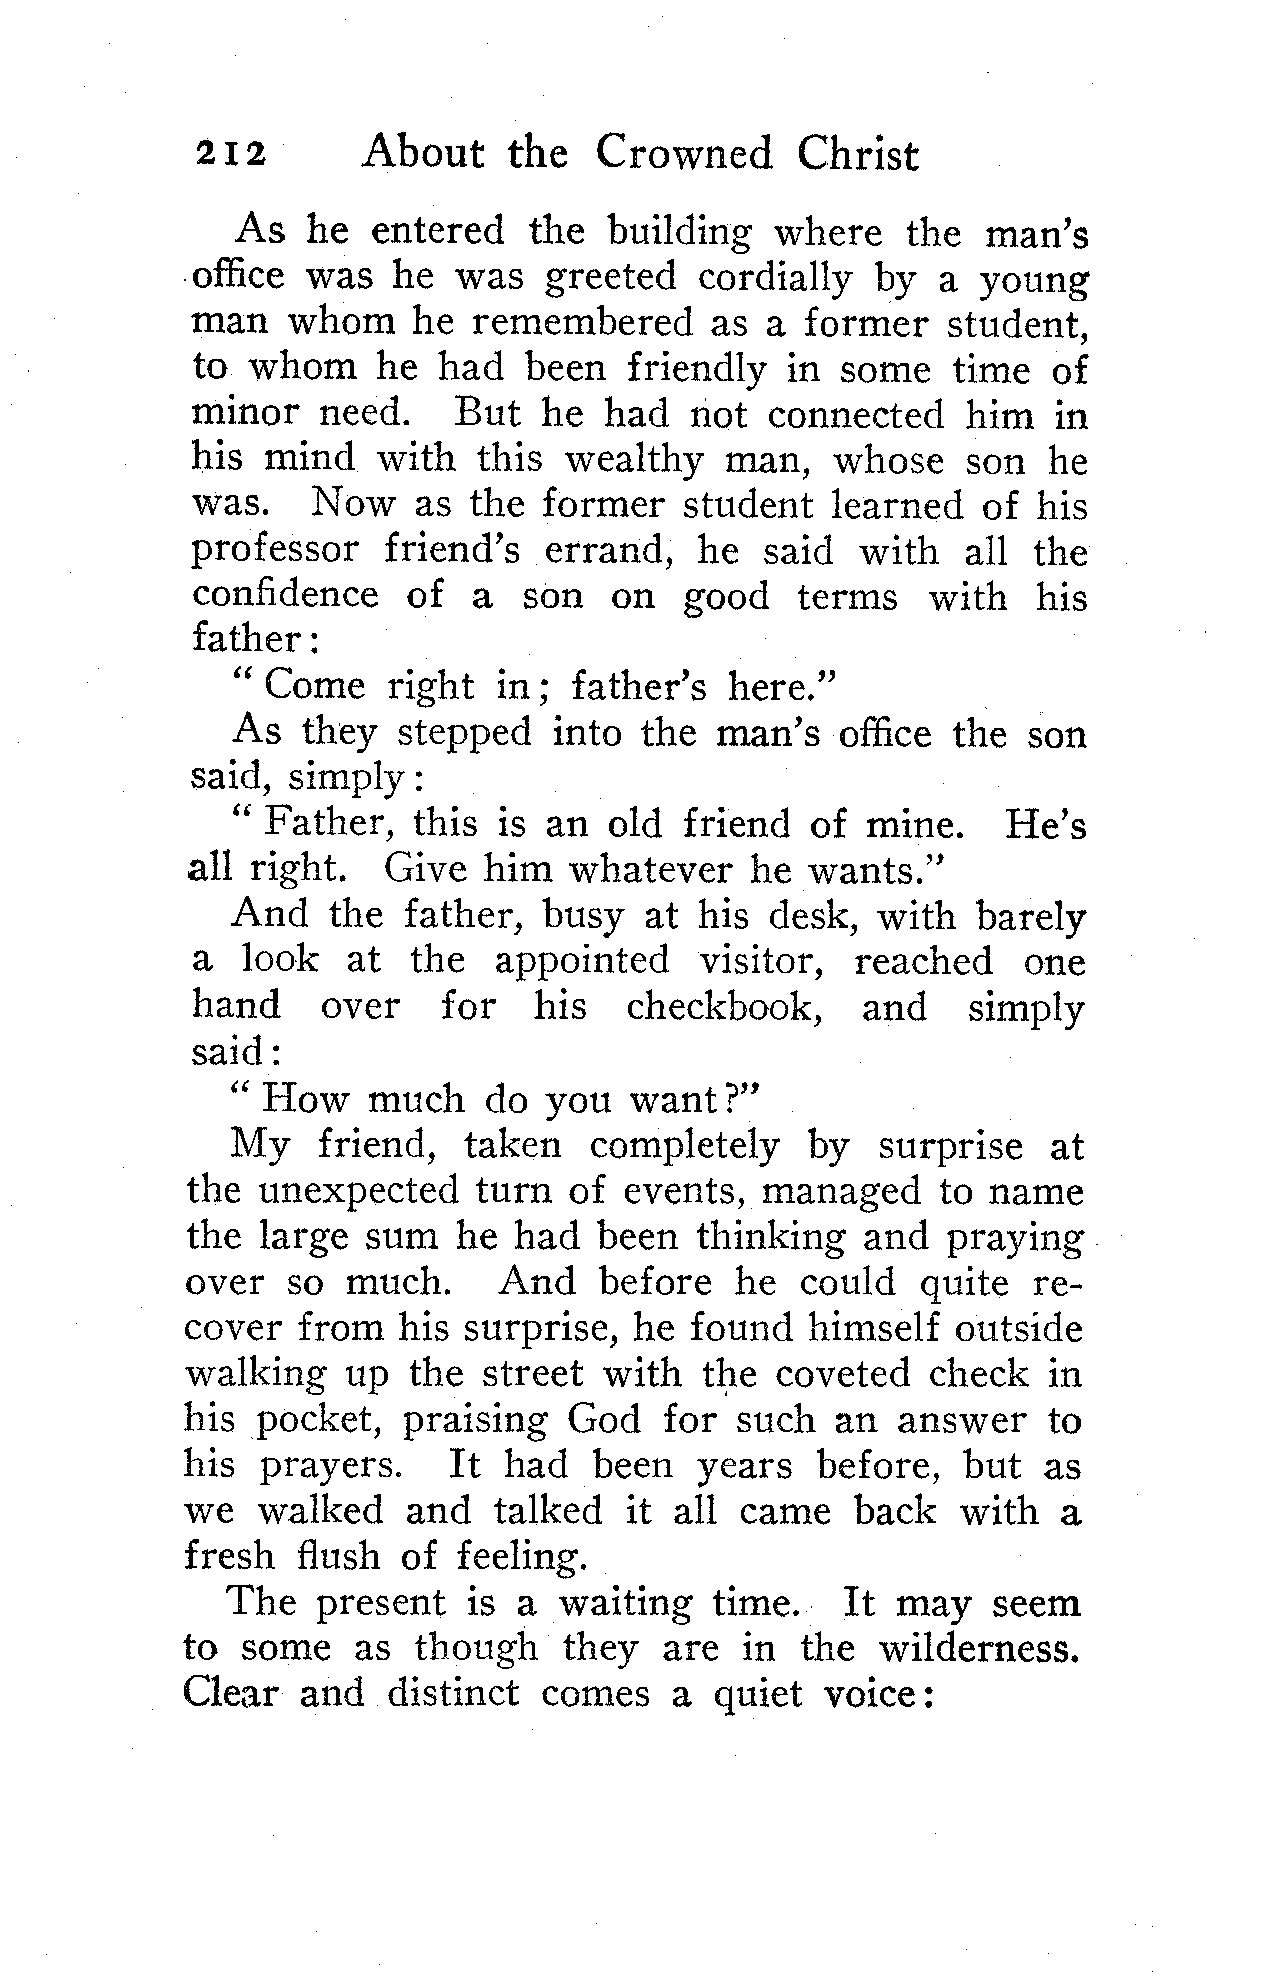 212 About the Crowned Christ
As he entered the building where the man's
office was he was greeted cordially by a young
man whom he remembered as a former student,
to whom he had been friendly in some time of
minor need. But he had not connected him in
his mind with this wealthy man, whose son he
was. Now as the former student learned of his
professor friend's errand, he said with all the
confidence of a son on good terms with his
father:
" Come right in; father's here."
As they stepped into the man's office the son
said, simply:
" Father, this is an old friend of mine. He's
all right. Give him whatever he wants."
And the father, busy at his desk, with barely
a look at the appointed visitor, reached one
hand over for his checkbook, and simply
said:
" How much do you want?"
My friend, taken completely by surprise at
the unexpected turn of events, managed to name
the large sum he had been thinking and praying
over so much. And before he could quite re-
cover from his surprise, he found himself outside
walking up the street with the coveted check in
his pocket, praising God for such an answer to
his prayers. It had been years before, but as
we walked and talked it all came back with a
fresh flush of feeling.
The present is a waiting time. It may seem
to some as though they are in the wilderness.
Clear and distinct comes a quiet voice: